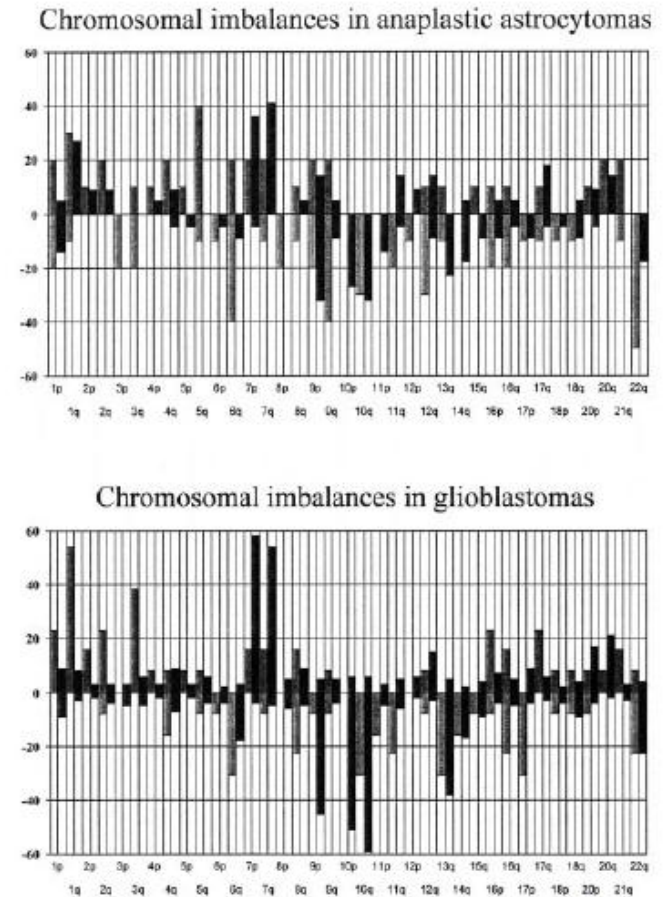 Chromosomal imbalances in anaplastic astrocytomas
60
40
20
0
-20
-40
-60
1p 2p 3p 4p 5p 6p 7p 8p 9p 10p 11p 12p 13q 15q 16q 17q 18q 20q 22q
1q 2q 3q 4q 5q 6q 7q 8q 9q 10q 11q 12q 14q 16p 17p 18p 20p 21q
Chromosomal imbalances in glioblastomas
60
40
20
0
-20
-40
-60
1p 2p 3p 4p 5p 6p 7p 8p 9p 10p 11p 12p 13q 15q 16q 17q 18q 20q 22q
1q 2q 3q 4q 5q 6q 7q 8q 9q 10q 11q 12q 14q 16p 17p 18p 20p 21q